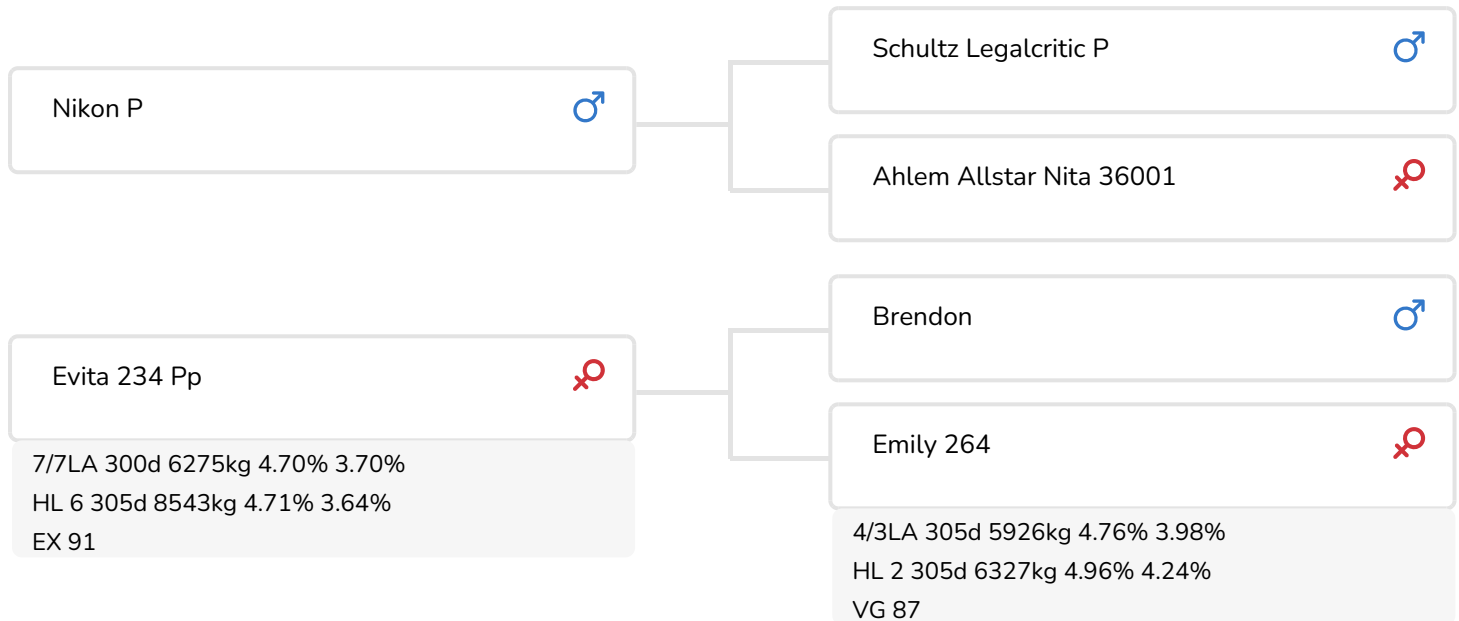 Nikon P
Schultz Legalcritic P
Ahlem Allstar Nita 36001
Evita 234 Pp
7/7LA 300d 6275kg 4.70% 3.70%
HL 6 305d 8543kg 4.71% 3.64%
EX 91
Brendon
Emily 264
4/3LA 305d 5926kg 4.76% 3.98%
HL 2 305d 6327kg 4.96% 4.24%
VG 87